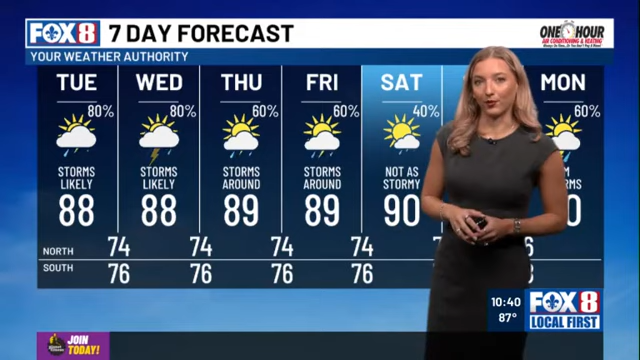 FOX 8 7 DAY FORECAST
ONE HOUR
AIR CONDITIONING & HEATING
YOUR WEATHER AUTHORITY
TUE WED THU FRI SAT MON
80% 80% 60% 60% 40% 60%
STORMS LIKELY
STORMS LIKELY
STORMS AROUND
STORMS AROUND
NOT AS STORMY
88 88 89 89 90
NORTH 74 74 74 74
SOUTH 76 76 76 76
10:40
87°
FOX 8
LOCAL FIRST
JOIN
TODAY!